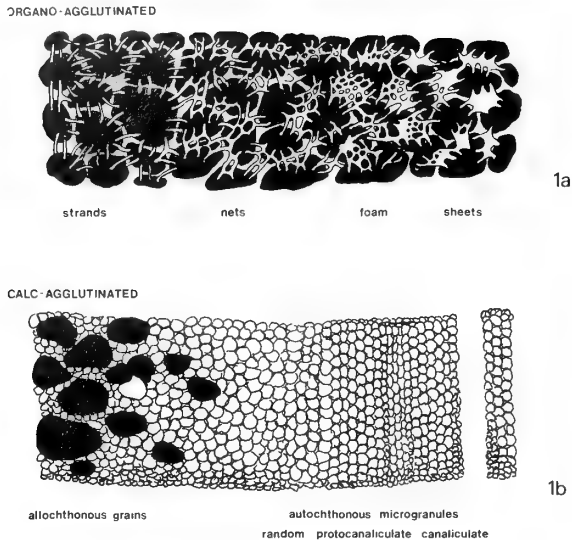 ORGANO-AGGLUTINATED
1a
strands nets foam sheets
CALC-AGGLUTINATED
1b
allochthonous grains autochthonous microgranules
random protocanaliculate canaliculate